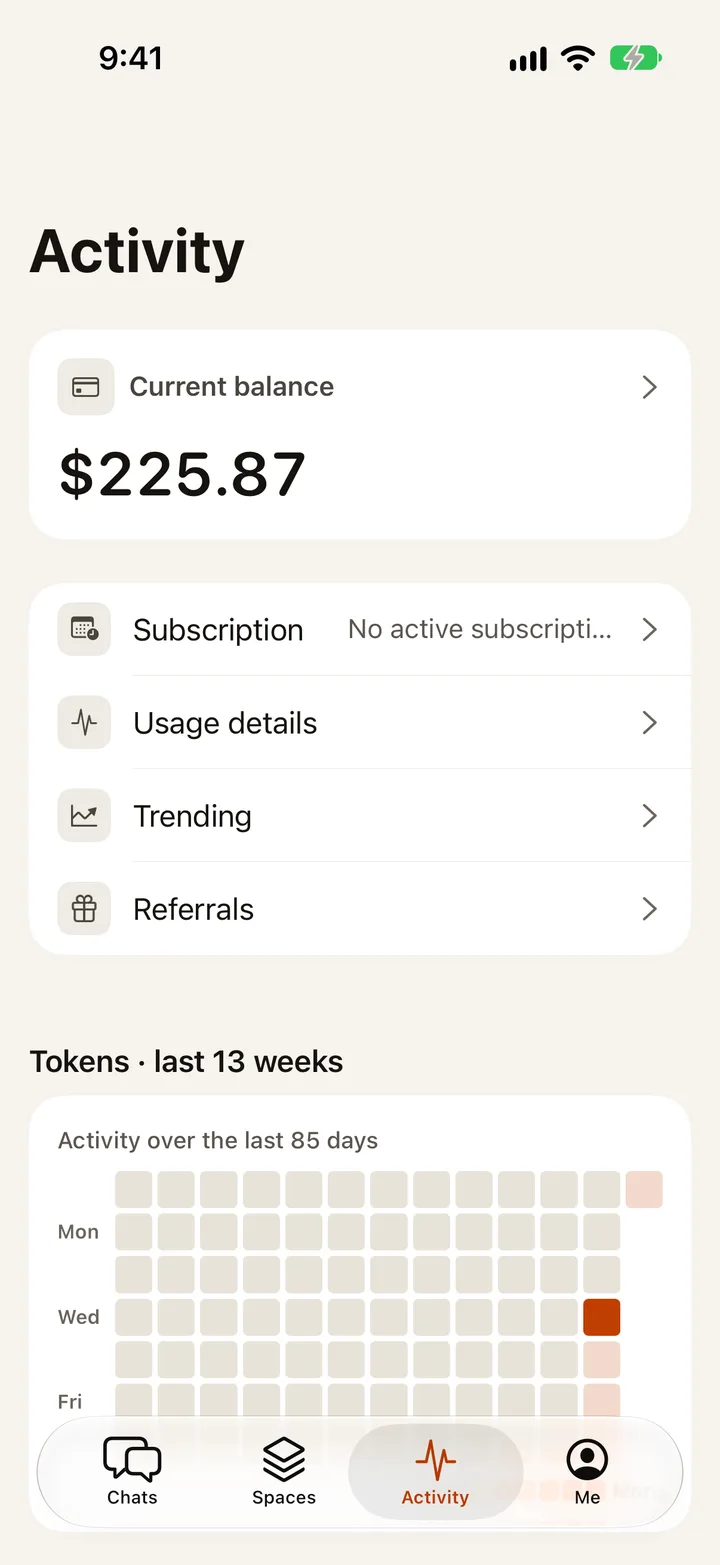 9:41
Activity
Current balance
$225.87
Subscription No active subscripti...
Usage details
Trending
Referrals
Tokens · last 13 weeks
Activity over the last 85 days
Mon
Wed
Fri
Chats Spaces Activity Me